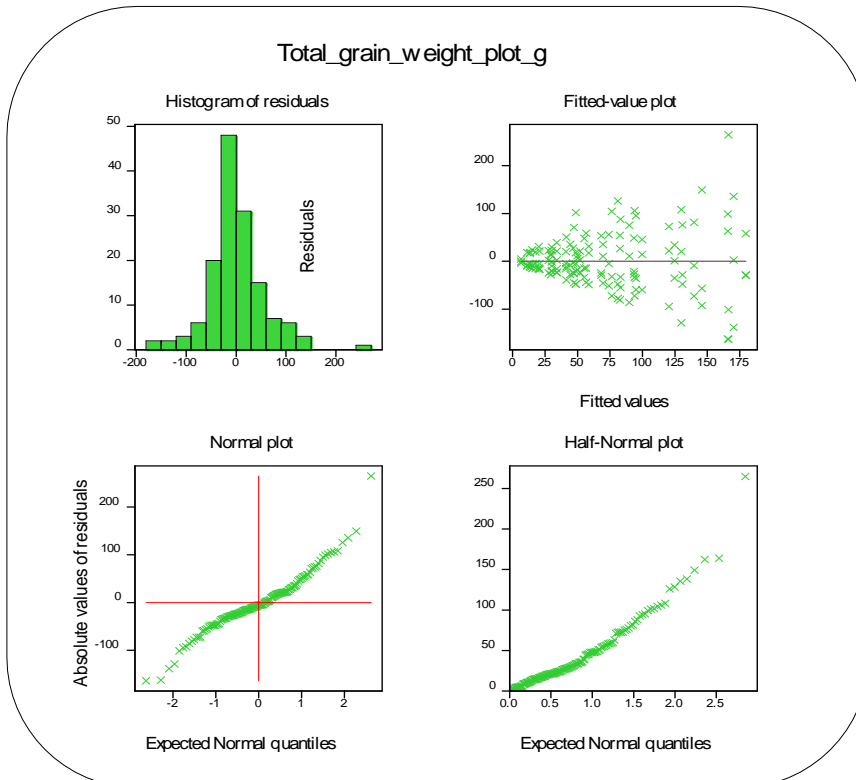 Total_grain_weight_plot_g
Histogram of residuals
50
40
30
20
10
0
-200 -100 0 100 200
Residuals
Fitted-value plot
200
100
0
-100
0 25 50 75 100 125 150 175
Fitted values
Normal plot
200
100
0
-100
-2 -1 0 1 2
Absolute values of residuals
Expected Normal quantiles
Half-Normal plot
250
200
150
100
50
0
0.0 0.5 1.0 1.5 2.0 2.5
Expected Normal quantiles